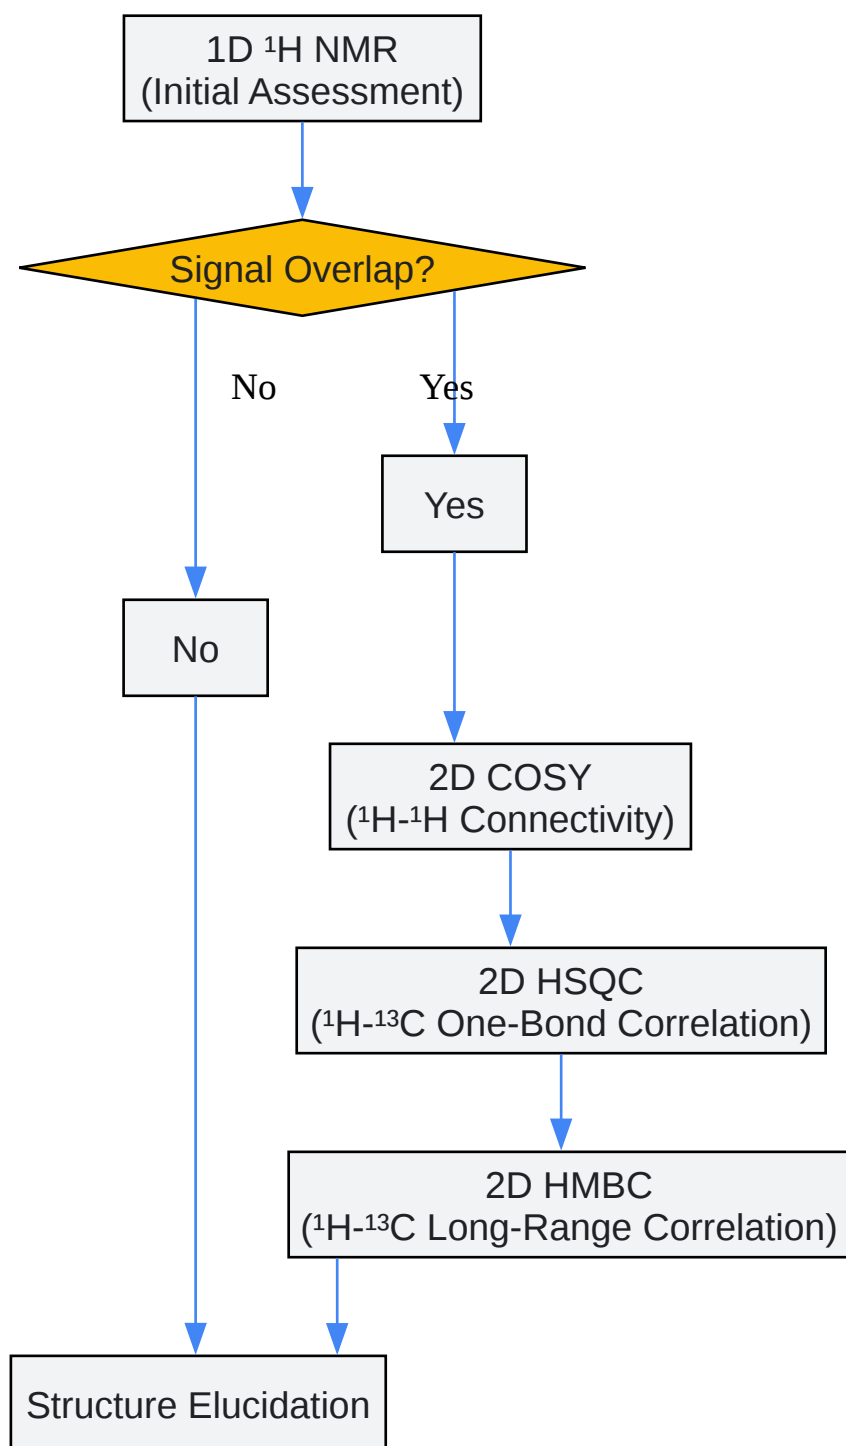 1D ¹H NMR
(Initial Assessment)
Signal Overlap?
No
Yes
Yes
No
2D COSY
(¹H-¹H Connectivity)
2D HSQC
(¹H-¹³C One-Bond Correlation)
2D HMBC
(¹H-¹³C Long-Range Correlation)
Structure Elucidation